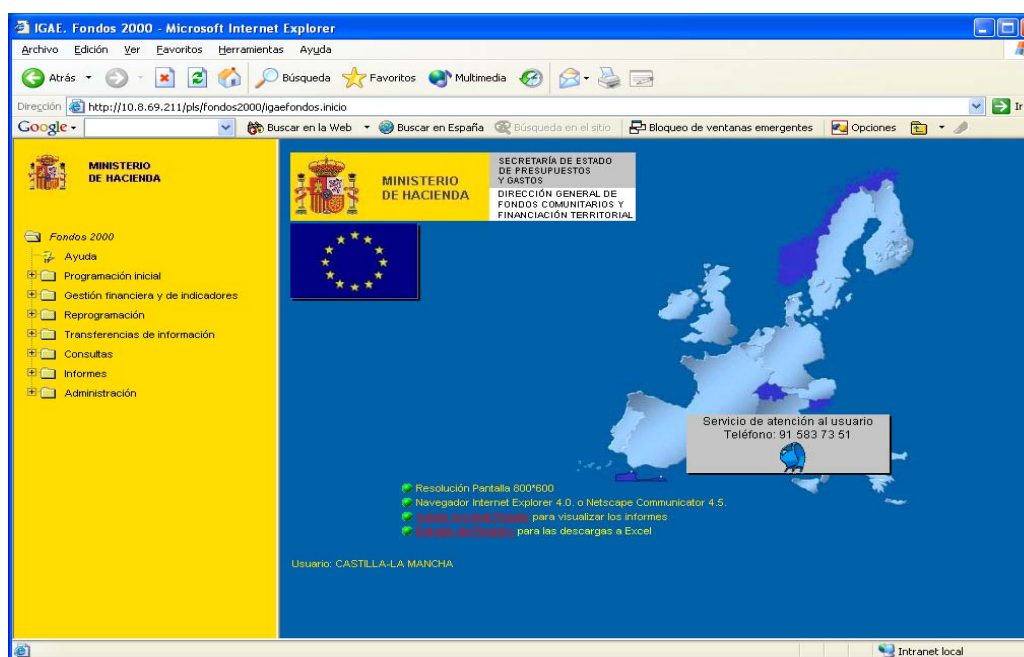 IGAE. Fondos 2000 - Microsoft Internet Explorer
Archivo Edición Ver Favoritos Herramientas Ayuda
Atrás Búsqueda Favoritos Multimedia
Dirección http://10.8.69.211/pls/fondos2000/igaefondos.inicio Ir
Google Buscar en la Web Buscar en España Búsqueda en el sitio Bloqueo de ventanas emergentes Opciones
MINISTERIO
DE HACIENDA
Fondos 2000
Ayuda
Programación inicial
Gestión financiera y de indicadores
Reprogramación
Transferencias de información
Consultas
Informes
Administración
MINISTERIO
DE HACIENDA
SECRETARÍA DE ESTADO
DE PRESUPUESTOS
Y GASTOS
DIRECCIÓN GENERAL DE
FONDOS COMUNITARIOS Y
FINANCIACIÓN TERRITORIAL
Servicio de atención al usuario
Teléfono: 91 583 73 51
Resolución Pantalla 800*600
Navegador Internet Explorer 4.0. o Netscape Communicator 4.5.
para visualizar los informes
para las descargas a Excel
Usuario: CASTILLA-LA MANCHA
Intranet local